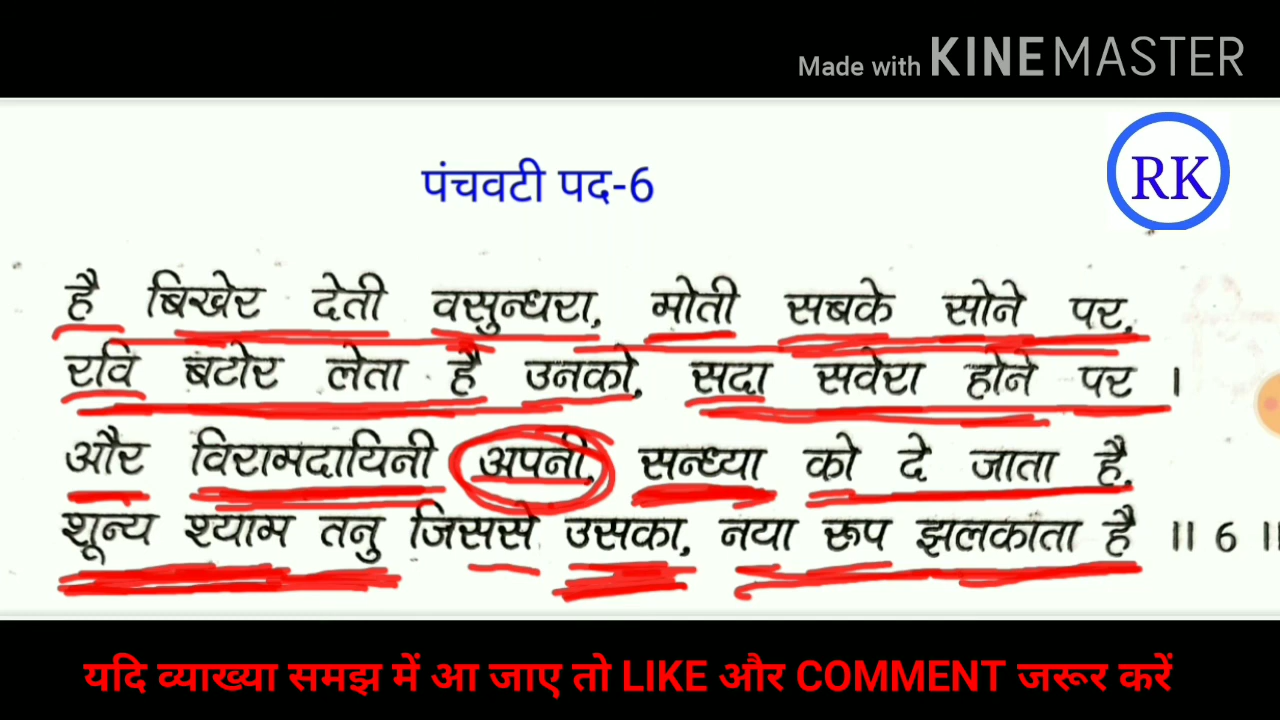 Made with KINEMASTER
RK
पंचवटी पद-6
है बिखेर देती वसुन्धरा, मोती सबके सोने पर,
रवि बटोर लेता है उनको, सदा सवेरा होने पर ।
और विरामदायिनी अपनी, सन्ध्या को दे जाता है,
शून्य श्याम तनु जिससे उसका, नया रूप झलकाता है ॥ 6 ॥
यदि व्याख्या समझ में आ जाए तो LIKE और COMMENT जरूर करें